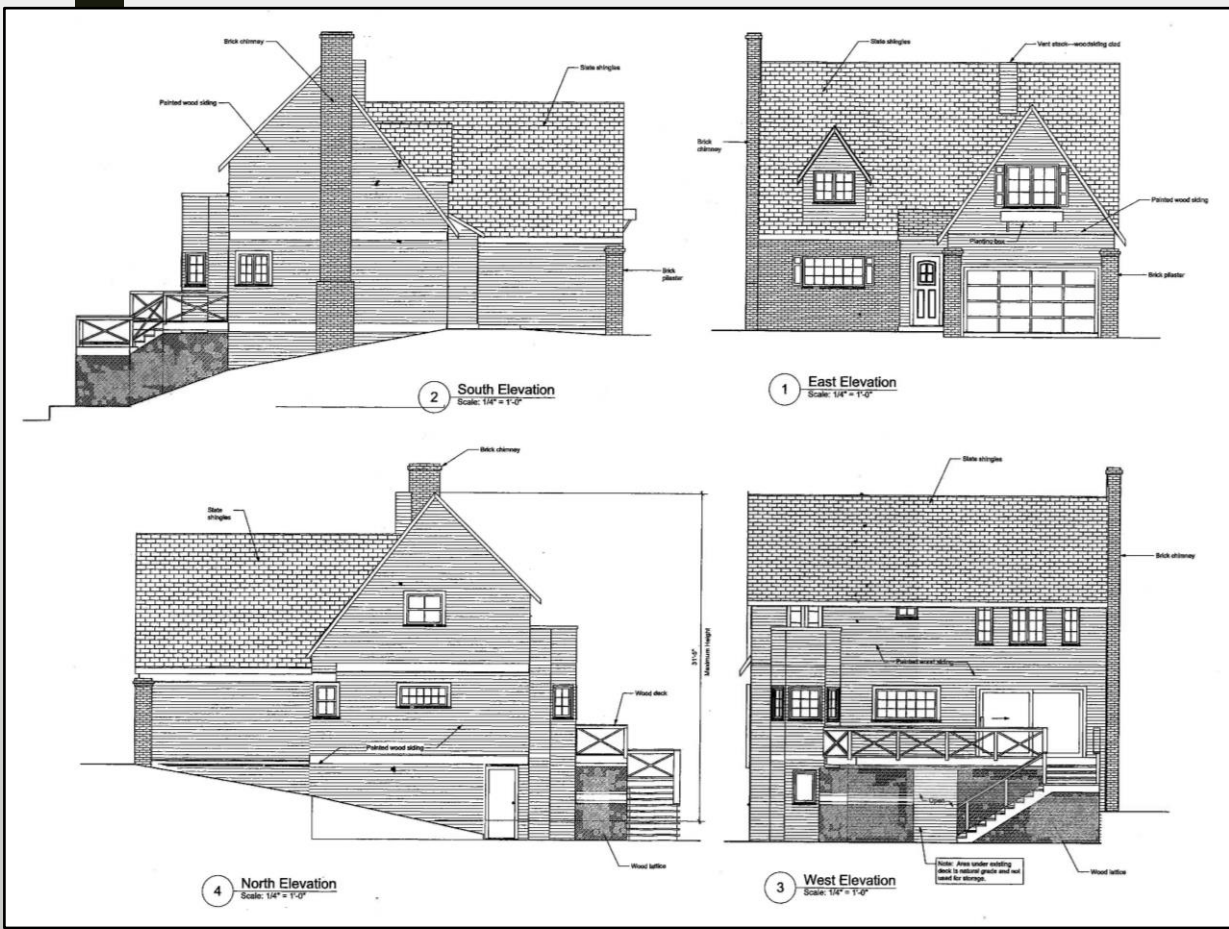 Brick chimney
Slate shingles
Painted wood siding
Brick
pilaster
2
South Elevation
Scale: 1/4" = 1'-0"
Slate shingles
Vent stack—woodsiding clad
Brick
chimney
Painted wood siding
Planting box
Brick pilaster
1
East Elevation
Scale: 1/4" = 1'-0"
Brick chimney
Slate
shingles
31'-5"
Maximum Height
Wood deck
Painted wood siding
Wood lattice
4
North Elevation
Scale: 1/4" = 1'-0"
Slate shingles
Brick chimney
Painted wood siding
Open
Note: Area under existing
deck is natural grade and not
used for storage.
Wood lattice
3
West Elevation
Scale: 1/4" = 1'-0"